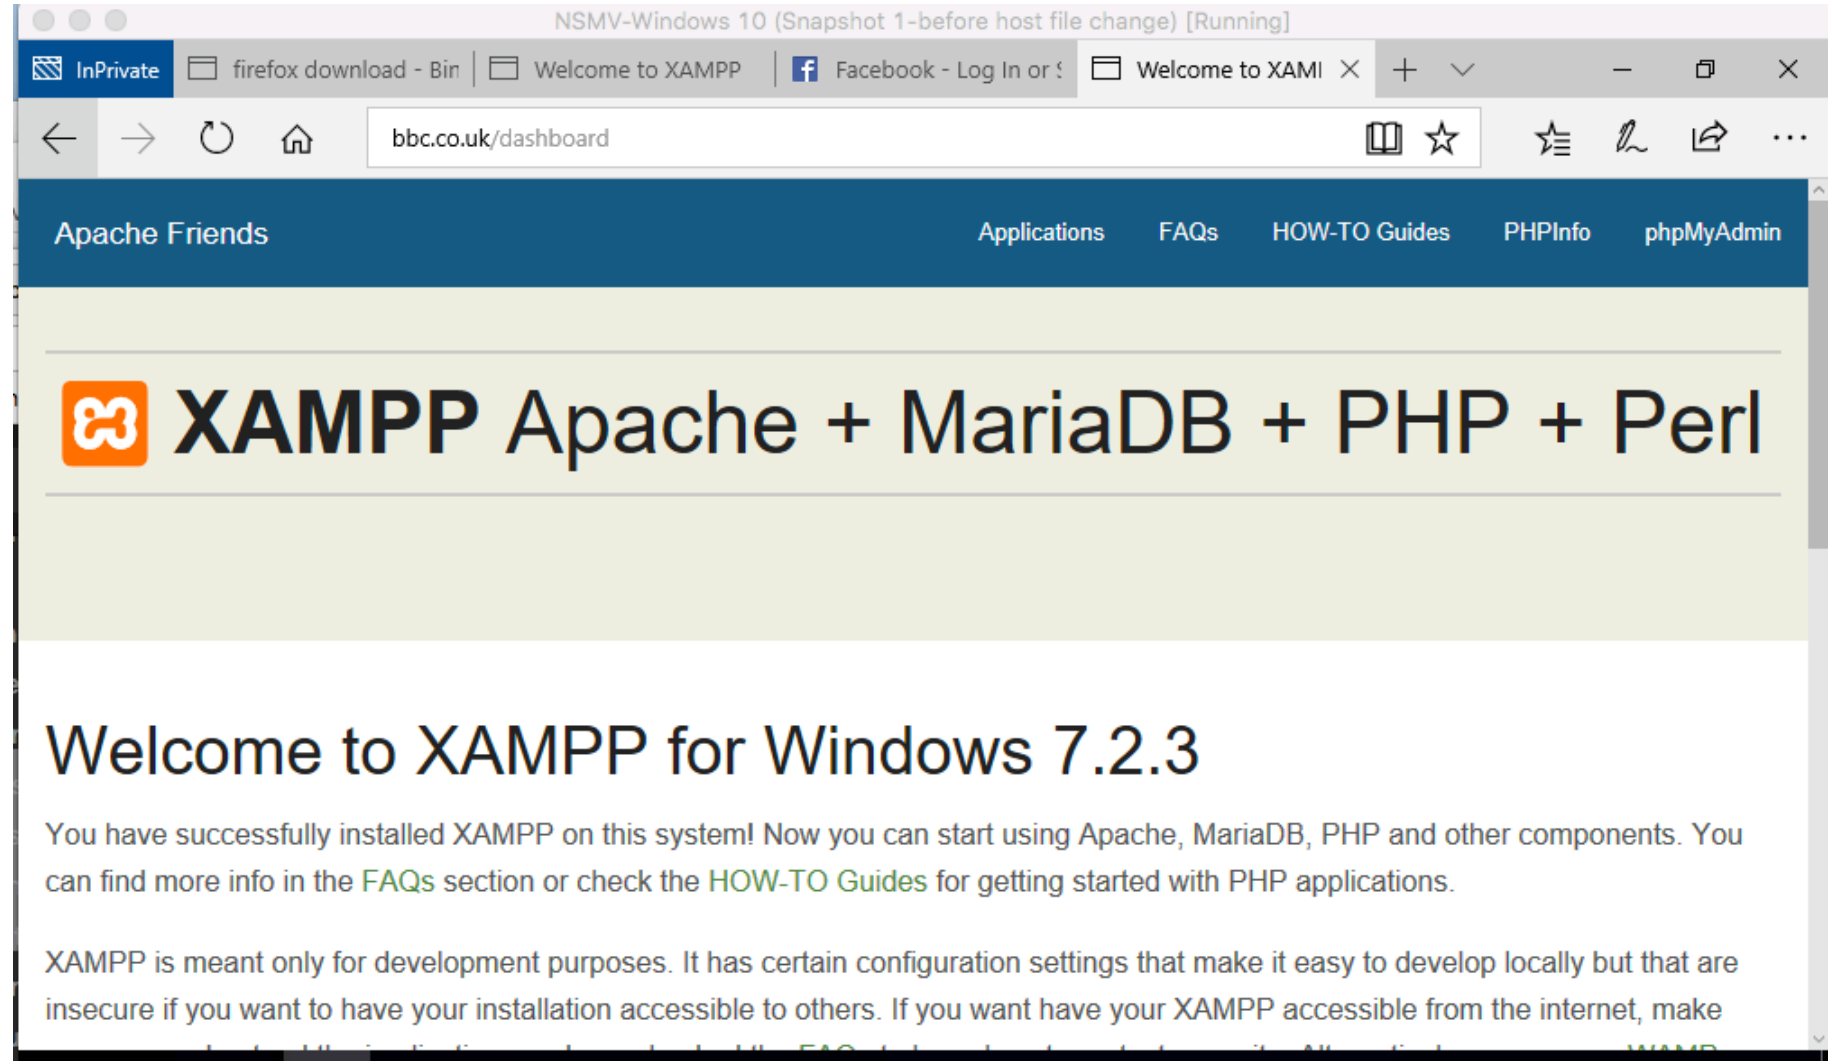 NSMV-Windows 10 (Snapshot 1-before host file change) [Running]
InPrivate
firefox download - Bin
Welcome to XAMPP
Facebook - Log In or S
Welcome to XAMI
bbc.co.uk/dashboard
Apache Friends
Applications
FAQs
HOW-TO Guides
PHPInfo
phpMyAdmin
XAMPP Apache + MariaDB + PHP + Perl
Welcome to XAMPP for Windows 7.2.3
You have successfully installed XAMPP on this system! Now you can start using Apache, MariaDB, PHP and other components. You
can find more info in the FAQs section or check the HOW-TO Guides for getting started with PHP applications.
XAMPP is meant only for development purposes. It has certain configuration settings that make it easy to develop locally but that are
insecure if you want to have your installation accessible to others. If you want have your XAMPP accessible from the internet, make